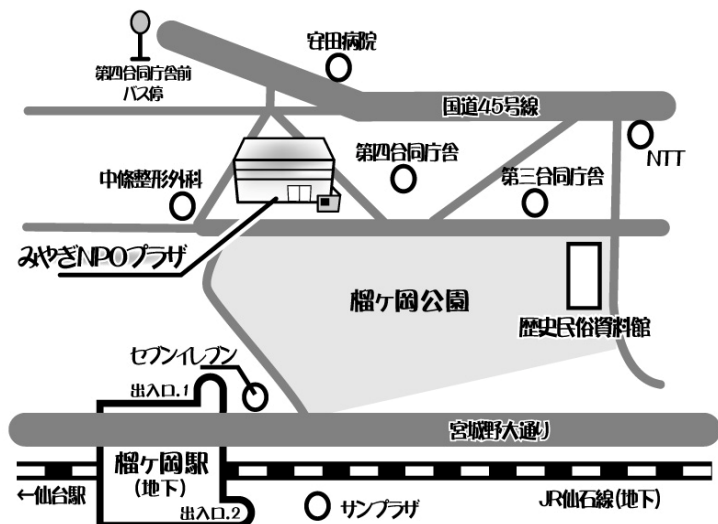 安田病院
第四合同庁舎前
バス停
国道45号線
第四合同庁舎
NTT
中條整形外科
第三合同庁舎
みやぎNPOプラザ
榴ヶ岡公園
歴史民俗資料館
セブンイレブン
出入口.1
宮城野大通り
榴ヶ岡駅
(地下)
←仙台駅
出入口.2
サンプラザ
JR仙石線(地下)